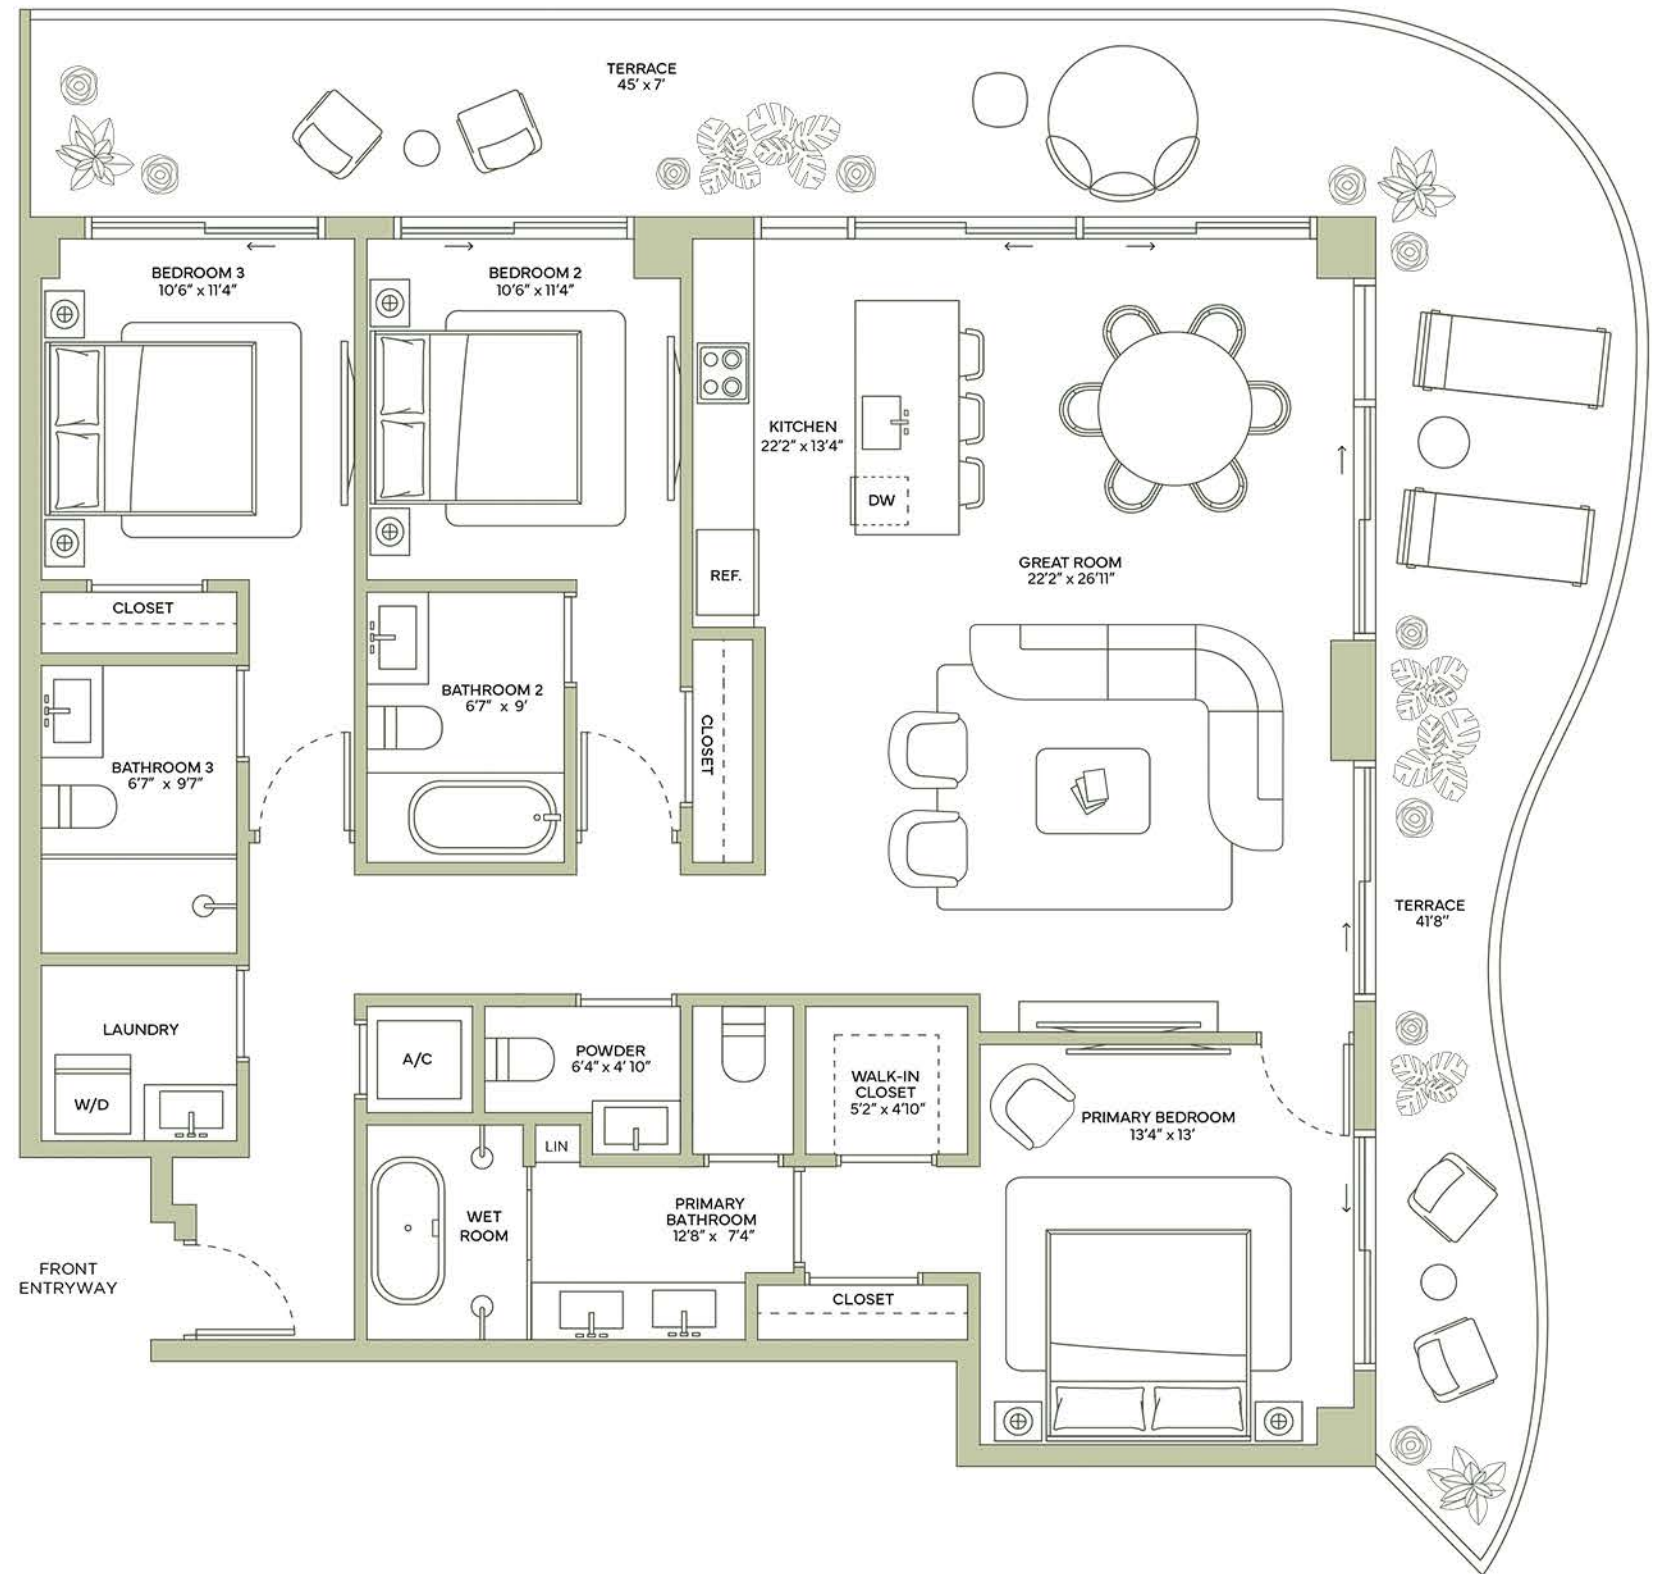 TERRACE
45' x 7'
BEDROOM 3
10'6" x 11'4"
BEDROOM 2
10'6" x 11'4"
KITCHEN
22'2" x 13'4"
DW
GREAT ROOM
22'2" x 26'11"
REF.
CLOSET
BATHROOM 2
6'7" x 9'
CLOSET
BATHROOM 3
6'7" x 9'7"
TERRACE
41'8"
LAUNDRY
W/D
A/C
POWDER
6'4" x 4' 10"
WALK-IN
CLOSET
5'2" x 4'10"
PRIMARY BEDROOM
13'4" x 13'
LIN
WET
ROOM
PRIMARY
BATHROOM
12'8" x 7'4"
CLOSET
FRONT
ENTRYWAY